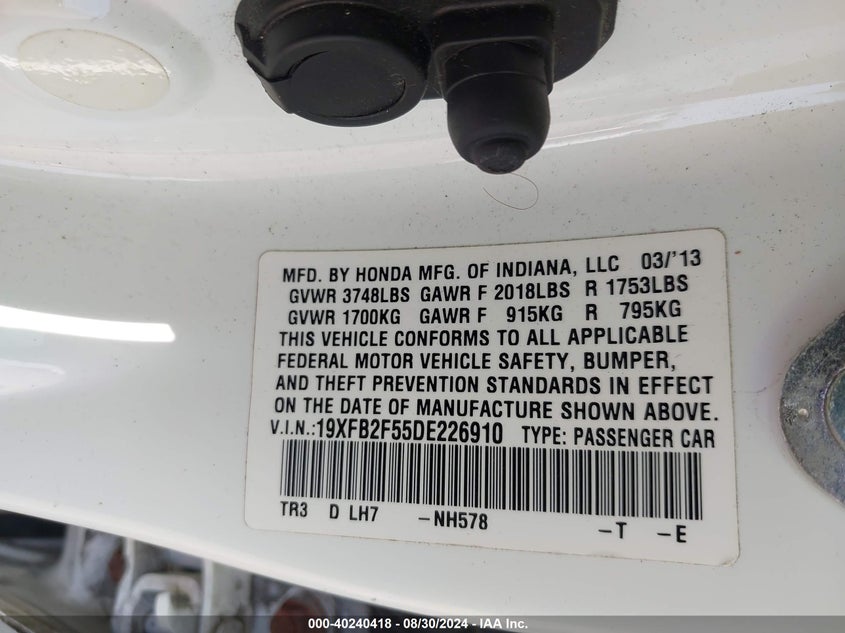 MFD. BY HONDA MFG. OF INDIANA, LLC 03/'13
GVWR 3748LBS GAWR F 2018LBS R 1753LBS
GVWR 1700KG GAWR F 915KG R 795KG
THIS VEHICLE CONFORMS TO ALL APPLICABLE
FEDERAL MOTOR VEHICLE SAFETY, BUMPER,
AND THEFT PREVENTION STANDARDS IN EFFECT
ON THE DATE OF MANUFACTURE SHOWN ABOVE.
V.I.N.:19XFB2F55DE226910 TYPE: PASSENGER CAR
TR3 D LH7 -NH578 -T -E
000-40240418 - 08/30/2024 - IAA Inc.